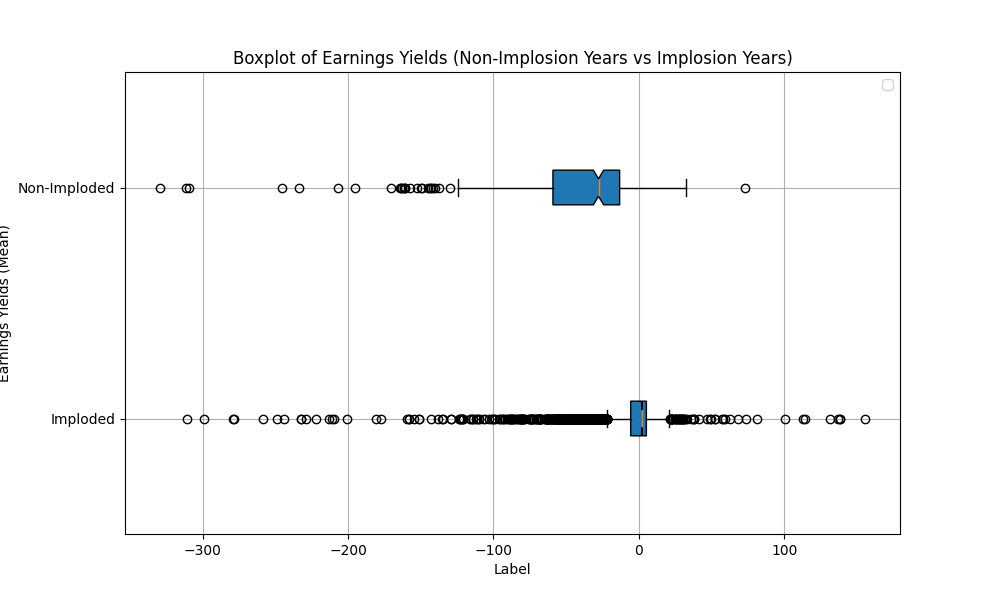 Boxplot of Earnings Yields (Non-Implosion Years vs Implosion Years)
Earnings Yields (Mean)
Non-Imploded
Imploded
−300
−200
−100
0
100
Label